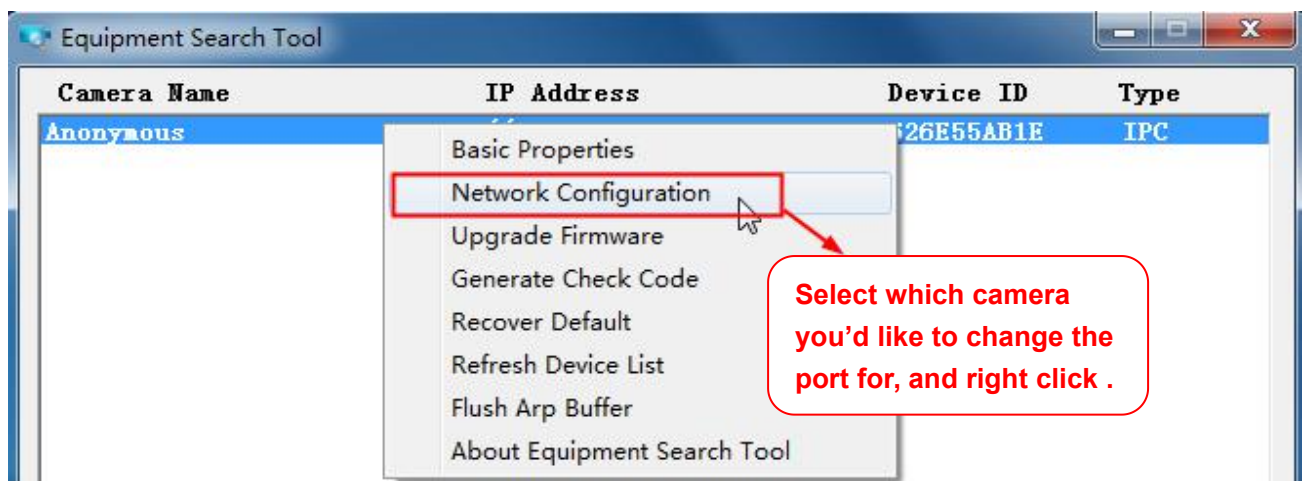 Equipment Search Tool
Camera Name IP Address Device ID Type
Anonymous 526E55AB1E IPC
Basic Properties
Network Configuration
Upgrade Firmware
Generate Check Code
Recover Default
Refresh Device List
Flush Arp Buffer
About Equipment Search Tool
Select which camera
you’d like to change the
port for, and right click .